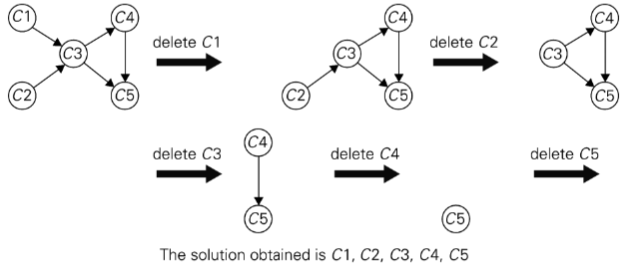 C1 C4 C4 C4
delete C1 delete C2
C3 C3 C3
C2 C5 C2 C5 C5
delete C3 C4 delete C4 delete C5
C5 C5
The solution obtained is C1, C2, C3, C4, C5